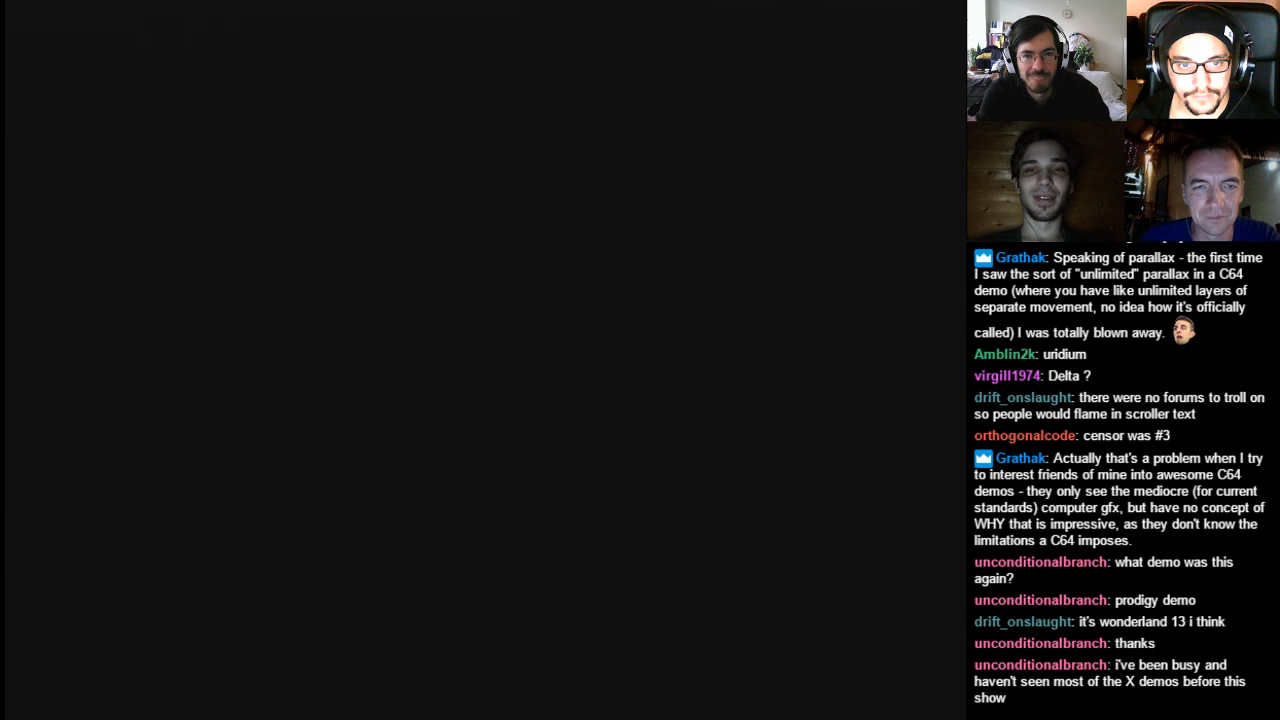 Grathak: Speaking of parallax - the first time
I saw the sort of "unlimited" parallax in a C64
demo (where you have like unlimited layers of
separate movement, no idea how it's officially
called) I was totally blown away.
Amblin2k: uridium
virgill1974: Delta ?
drift_onslaught: there were no forums to troll on
so people would flame in scroller text
orthogonalcode: censor was #3
Grathak: Actually that's a problem when I try
to interest friends of mine into awesome C64
demos - they only see the mediocre (for current
standards) computer gfx, but have no concept of
WHY that is impressive, as they don't know the
limitations a C64 imposes.
unconditionalbranch: what demo was this
again?
unconditionalbranch: prodigy demo
drift_onslaught: it's wonderland 13 i think
unconditionalbranch: thanks
unconditionalbranch: i've been busy and
haven't seen most of the X demos before this
show